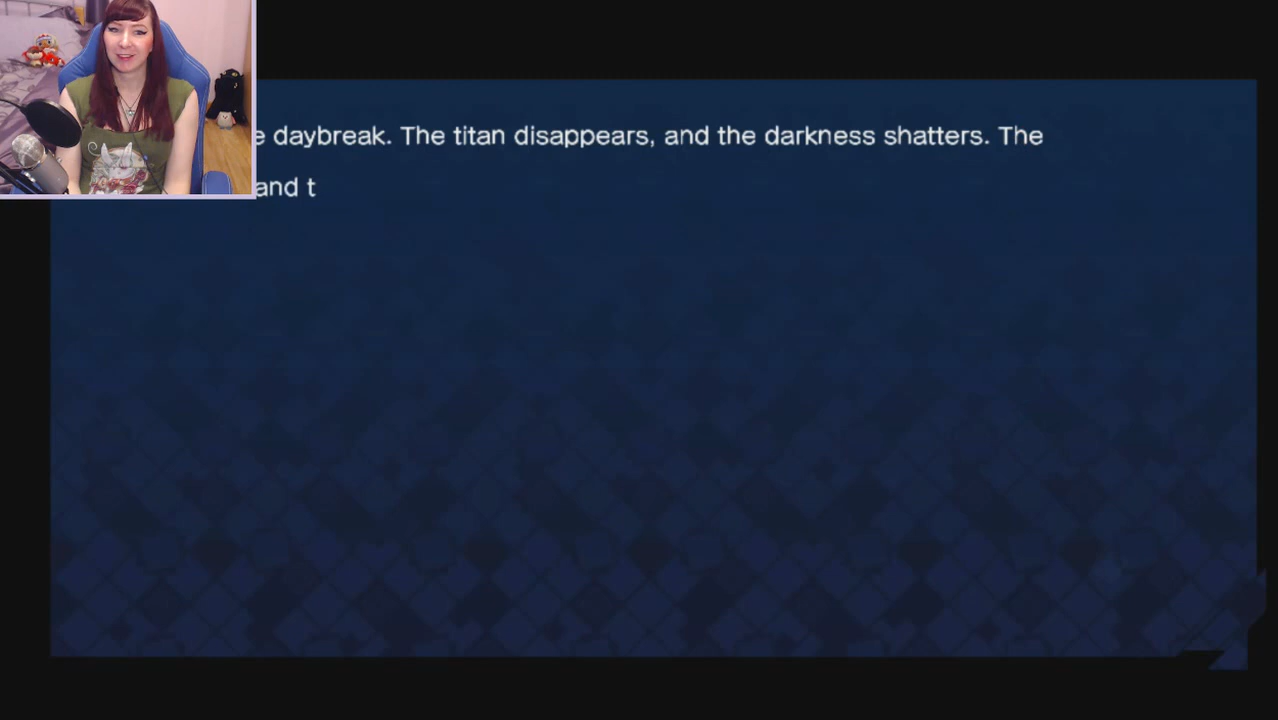 daybreak. The titan disappears, and the darkness shatters. The
and t